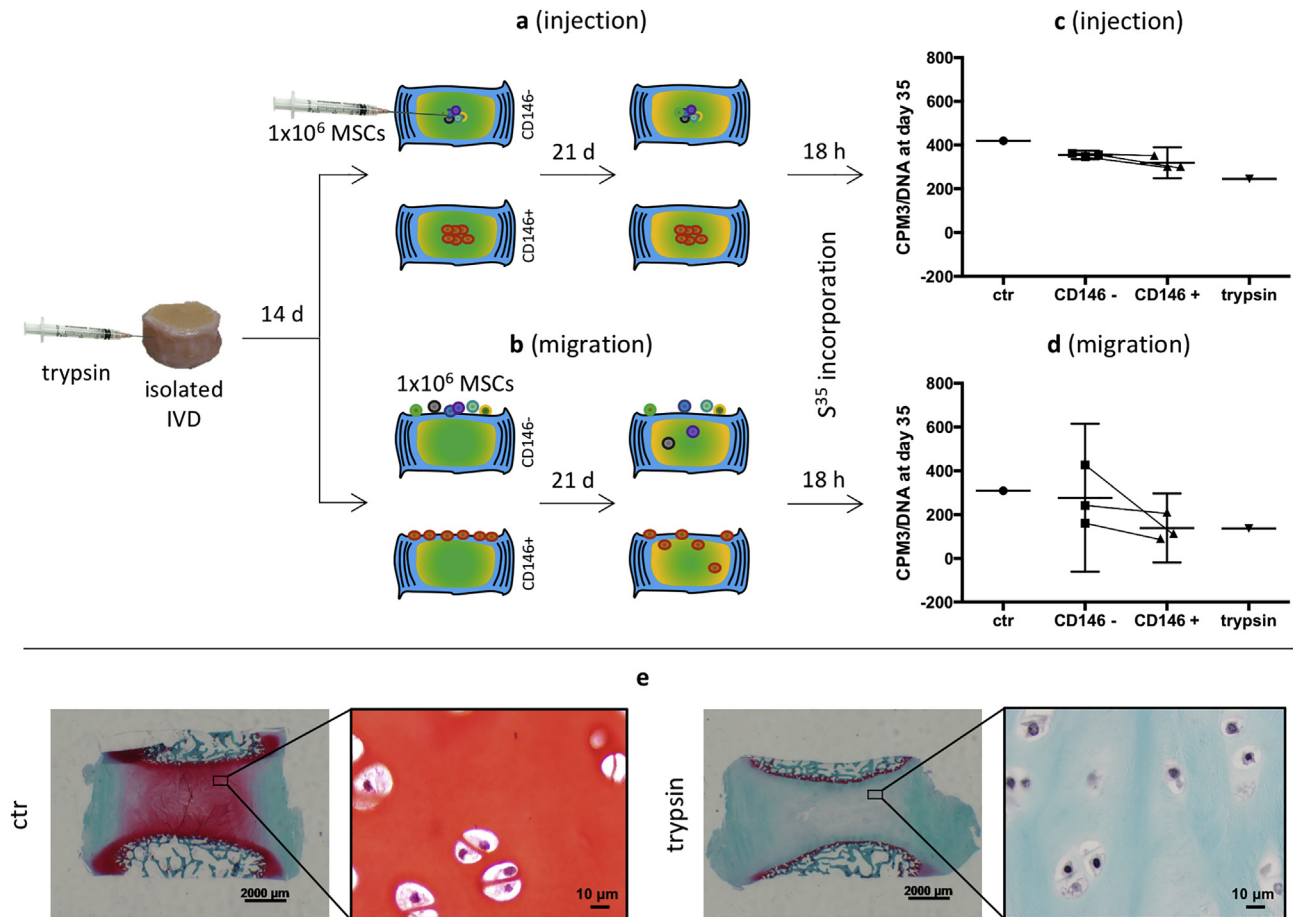 a (injection)
1x10⁶ MSCs
CD146-
21 d
18 h
CD146+
trypsin
isolated
IVD
14 d
b (migration)
1x10⁶ MSCs
CD146-
21 d
18 h
CD146+
S³⁵ incorporation
c (injection)
CPM3/DNA at day 35
800
600
400
200
0
-200
ctr
CD146 -
CD146 +
trypsin
d (migration)
CPM3/DNA at day 35
800
600
400
200
0
-200
ctr
CD146 -
CD146 +
trypsin
e
ctr
2000 µm
10 µm
trypsin
2000 µm
10 µm